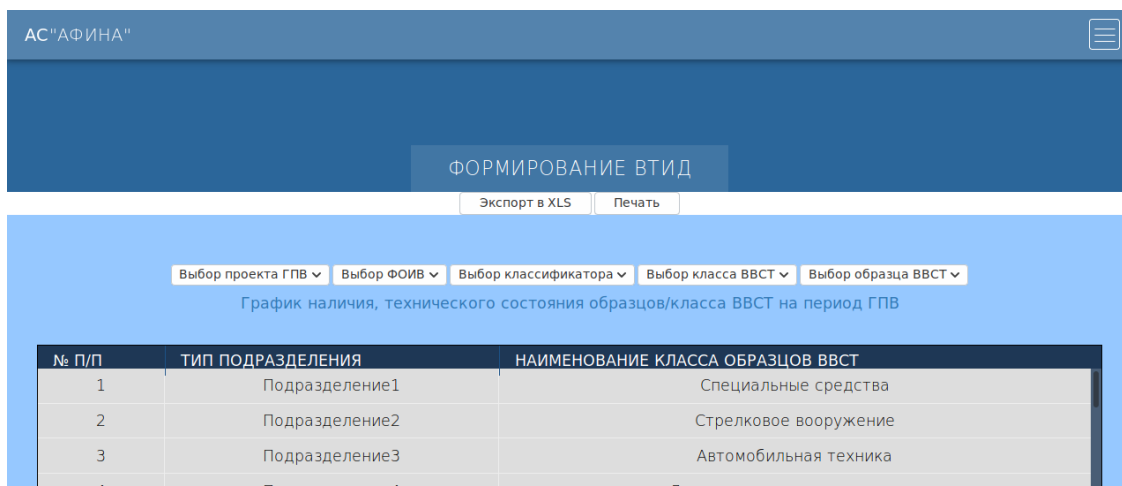 АС"АФИНА"
ФОРМИРОВАНИЕ ВТИД
Экспорт в XLS Печать
Выбор проекта ГПВ Выбор ФОИВ Выбор классификатора Выбор класса ВВСТ Выбор образца ВВСТ
График наличия, технического состояния образцов/класса ВВСТ на период ГПВ
№ П/П ТИП ПОДРАЗДЕЛЕНИЯ НАИМЕНОВАНИЕ КЛАССА ОБРАЗЦОВ ВВСТ
1 Подразделение1 Специальные средства
2 Подразделение2 Стрелковое вооружение
3 Подразделение3 Автомобильная техника